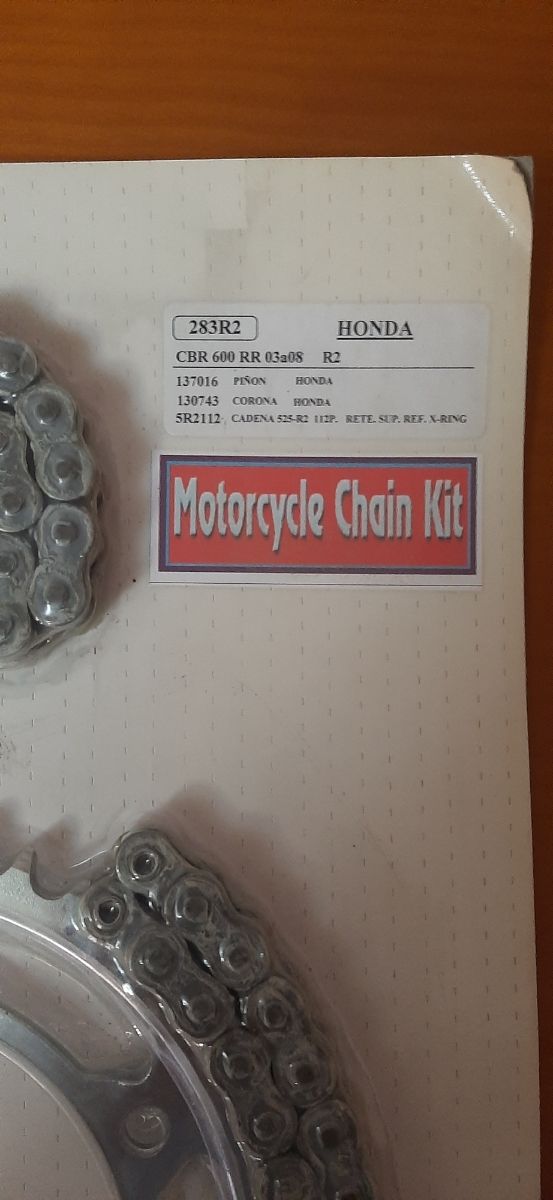 283R2 HONDA
CBR 600 RR 03a08 R2
137016 PIÑON HONDA
130743 CORONA HONDA
5R2112 CADENA 525-R2 112P. RETE. SUP. REF. X-RING
Motorcycle Chain Kit